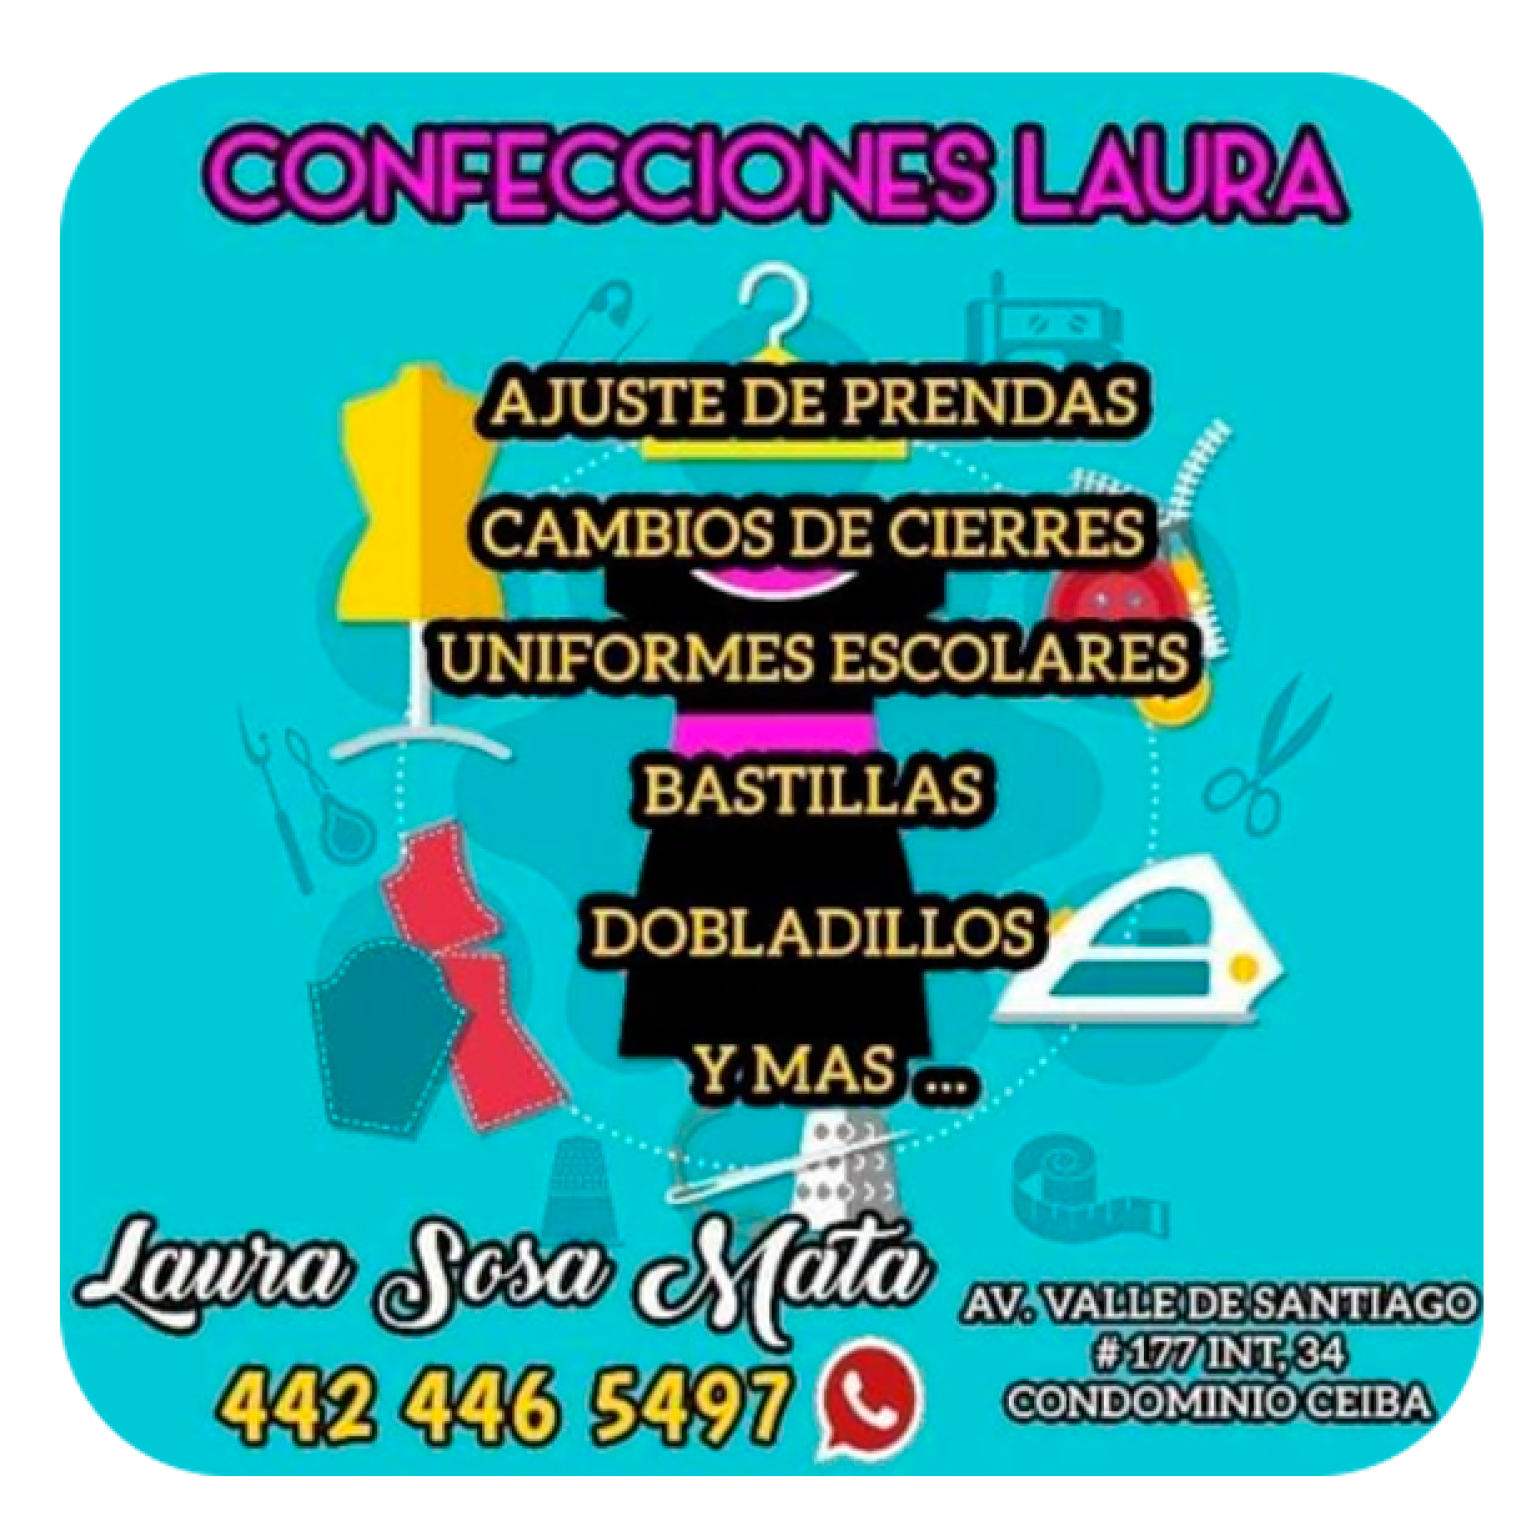 CONFECCIONES LAURA
AJUSTE DE PRENDAS
CAMBIOS DE CIERRES
UNIFORMES ESCOLARES
BASTILLAS
DOBLADILLOS
Y MAS ...
Laura Sosa Mata
442 446 5497
AV. VALLE DE SANTIAGO
# 177 INT, 34
CONDOMINIO CEIBA